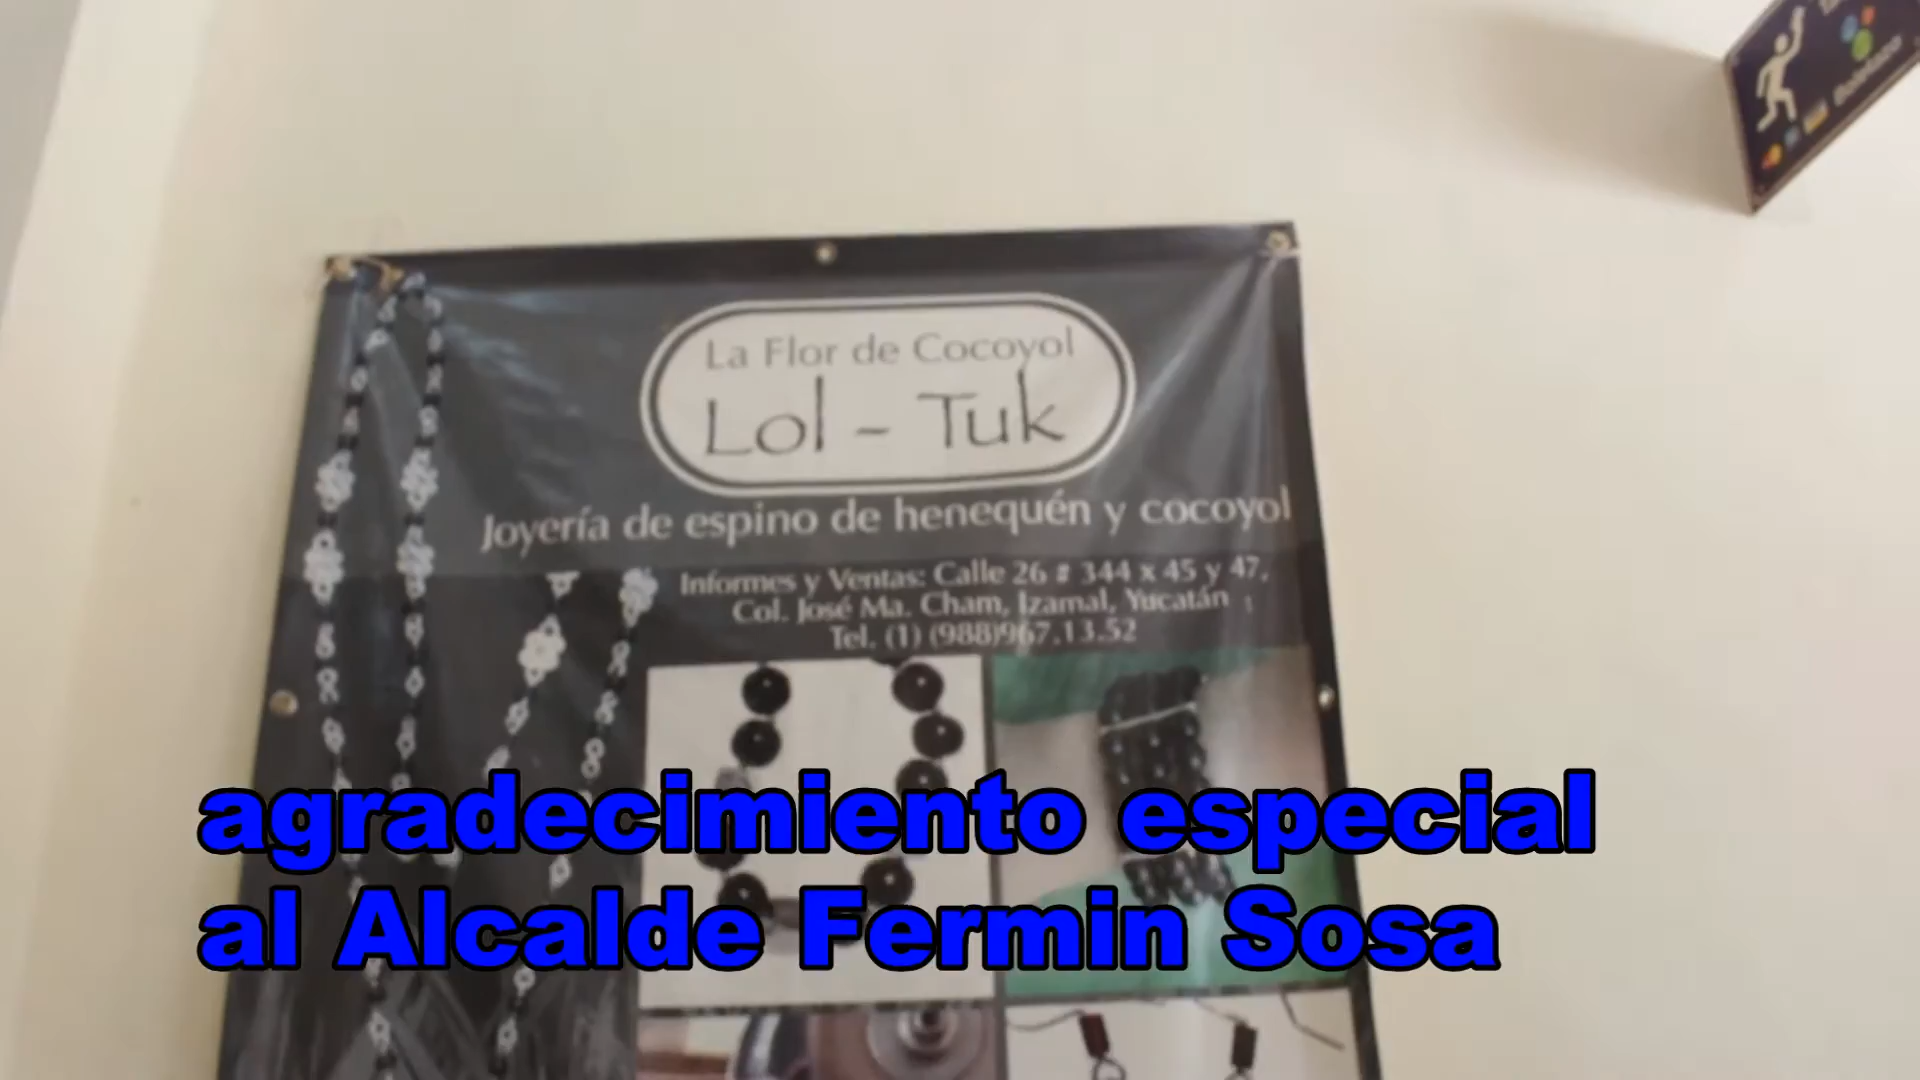 La Flor de Cocoyol
Lol - Tuk
Joyería de espino de henequén y cocoyol
Informes y Ventas: Calle 26 # 344 x 45 y 47,
Col. José Ma. Cham, Izamal, Yucatán
Tel. (1) (988)967.13.52
agradecimiento especial
al Alcalde Fermin Sosa